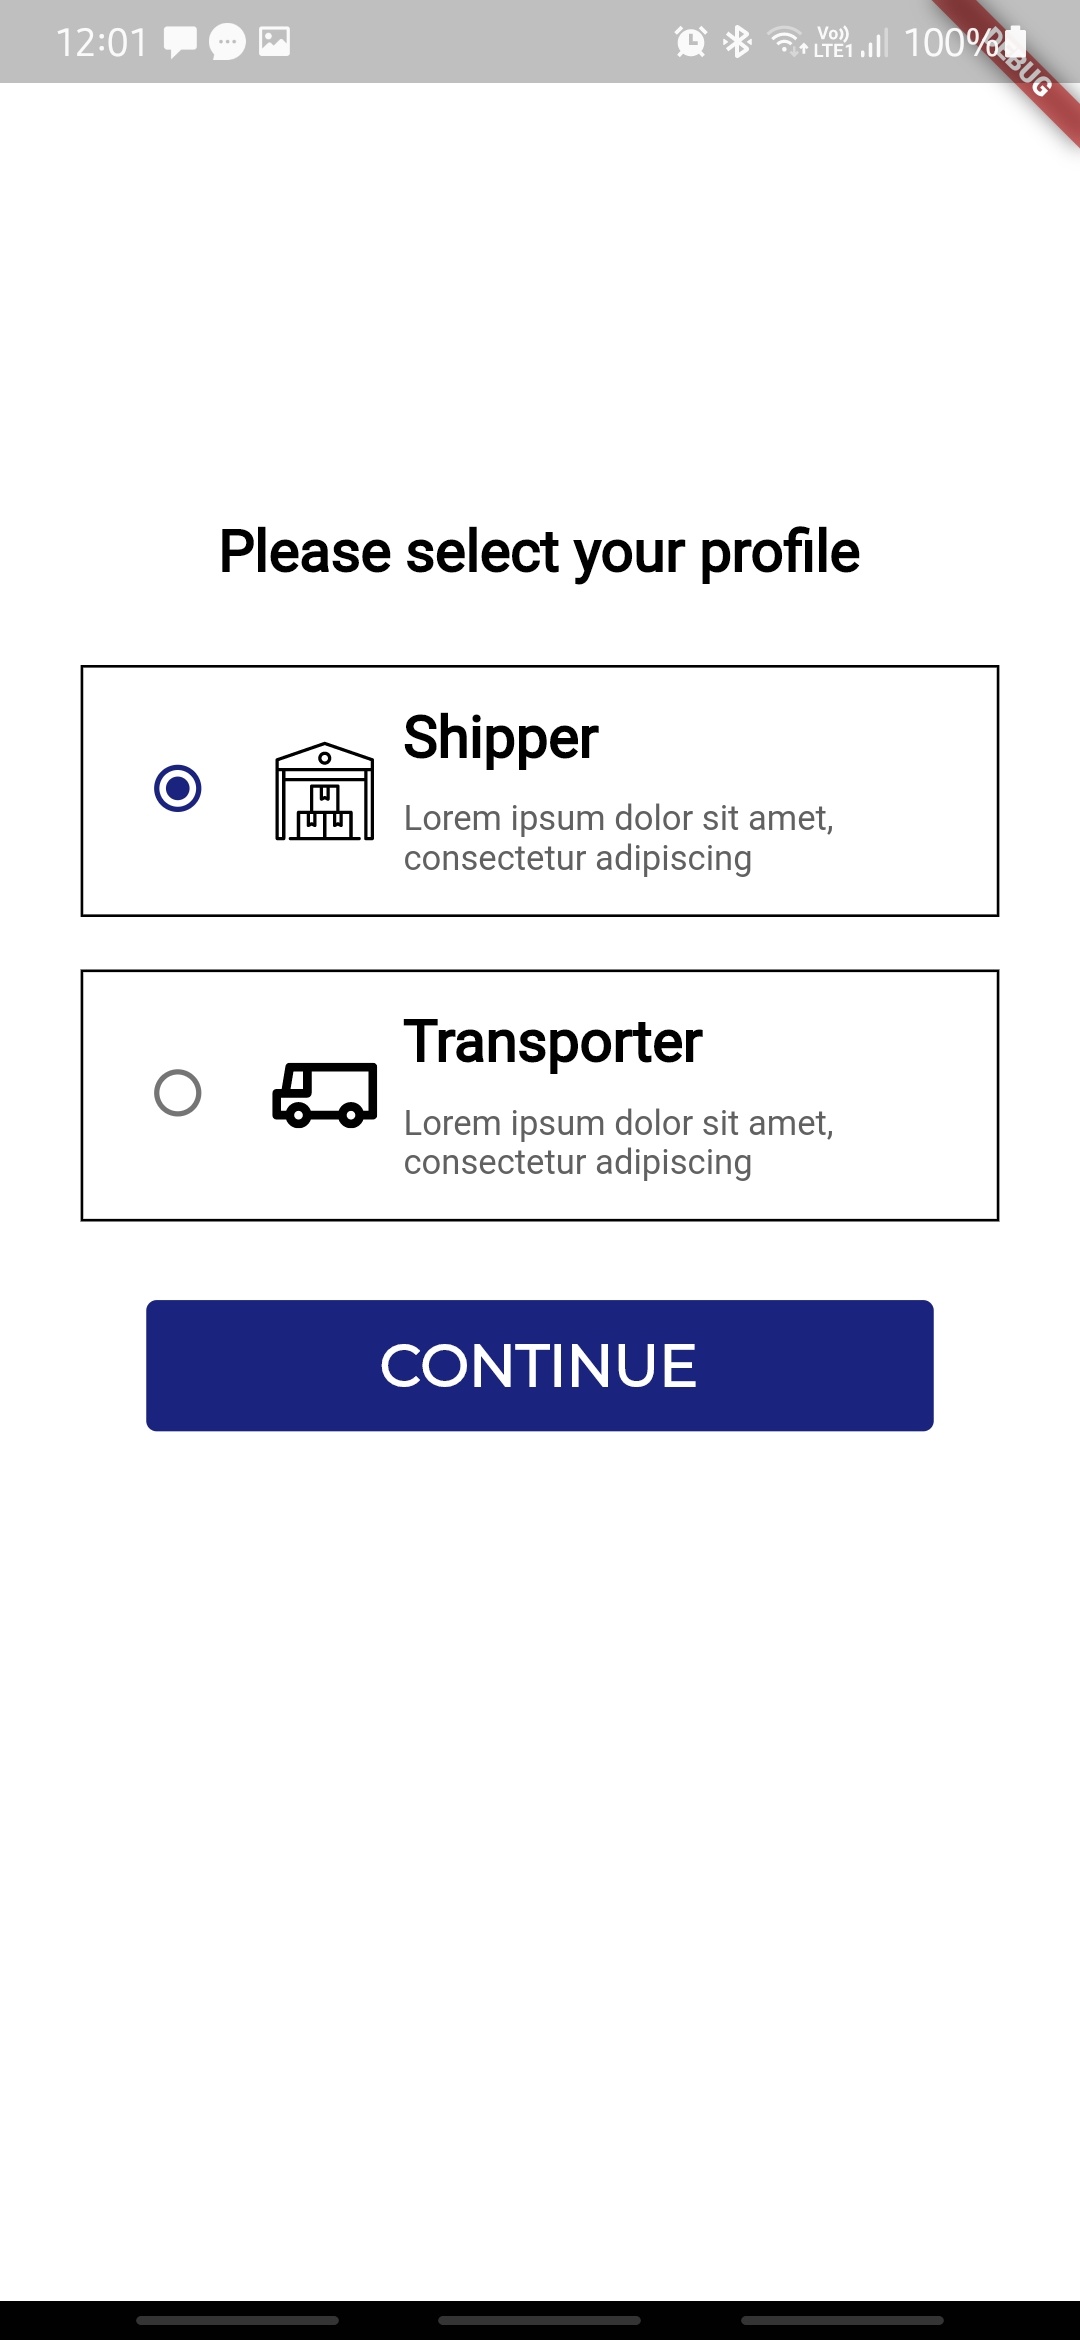 12:01 Vo)) LTE1 100%
DEBUG
Please select your profile
Shipper
Lorem ipsum dolor sit amet,
consectetur adipiscing
Transporter
Lorem ipsum dolor sit amet,
consectetur adipiscing
CONTINUE